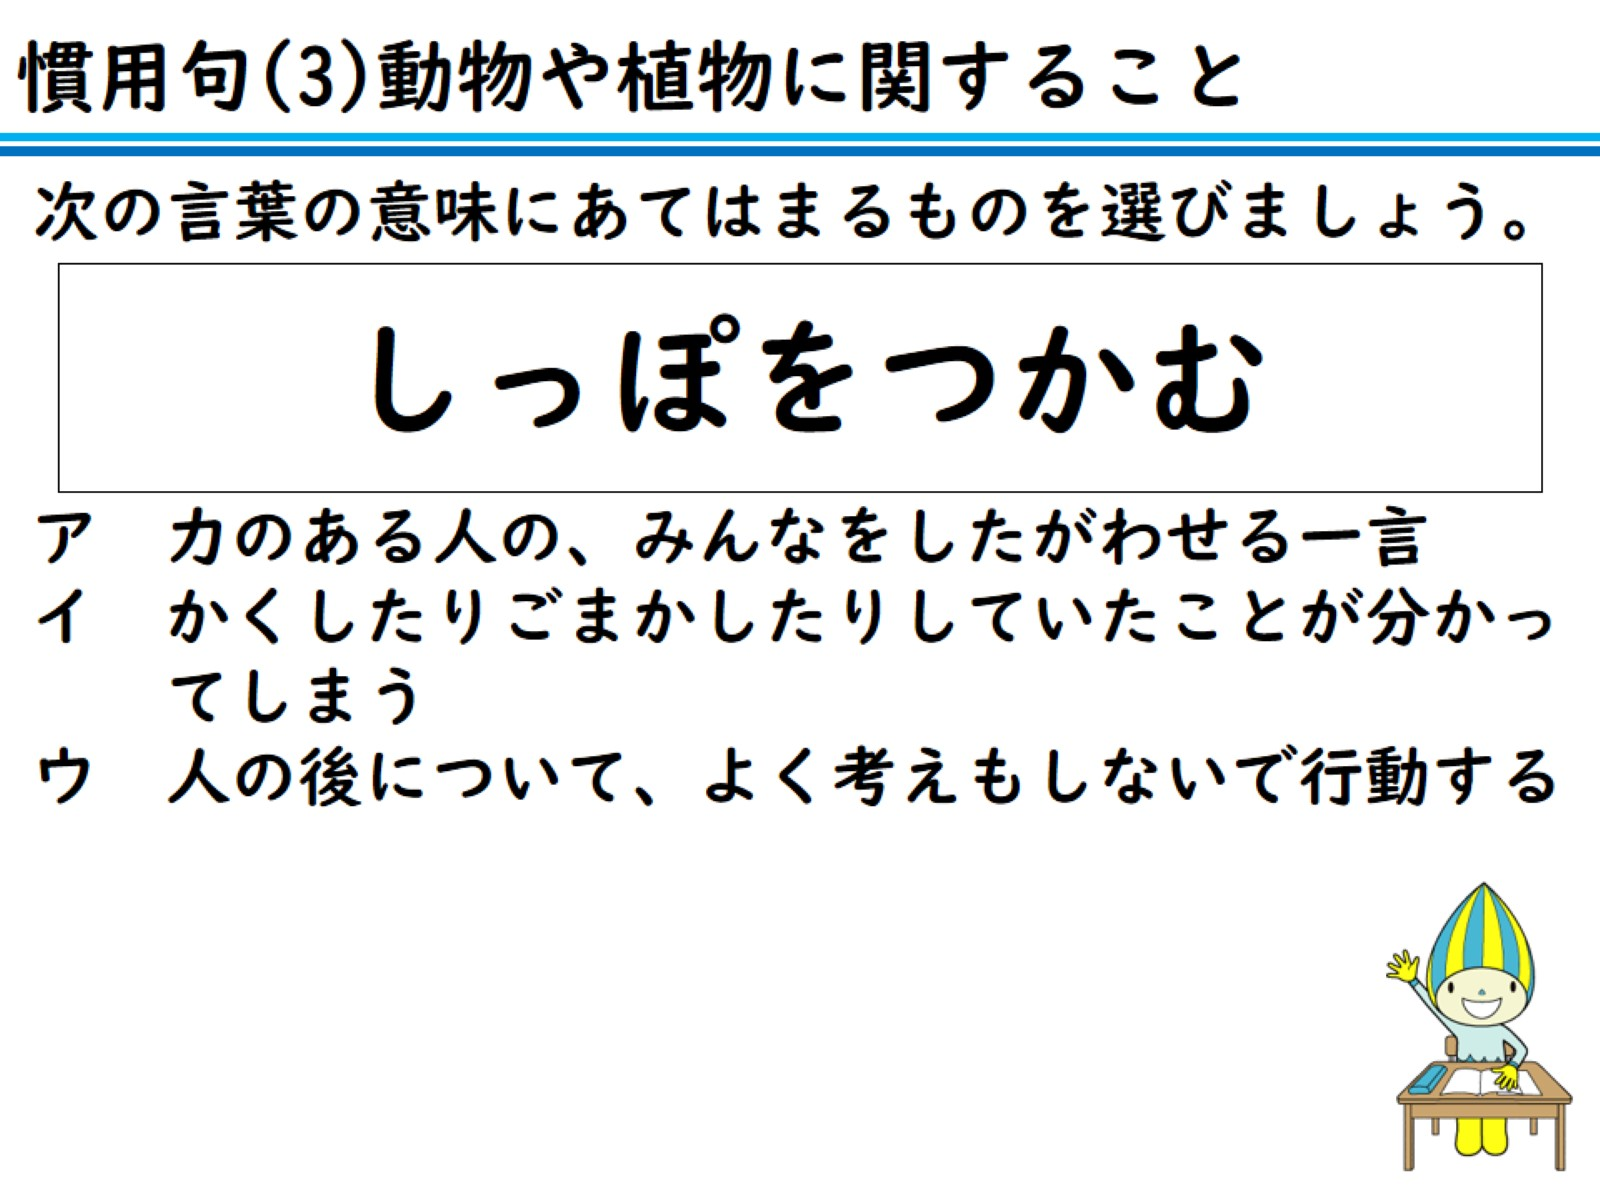 慣用句(3)動物や植物に関すること
次の言葉の意味にあてはまるものを選びましょう。
しっぽをつかむ
ア　力のある人の、みんなをしたがわせる一言
イ　かくしたりごまかしたりしていたことが分かっ
てしまう
ウ　人の後について、よく考えもしないで行動する